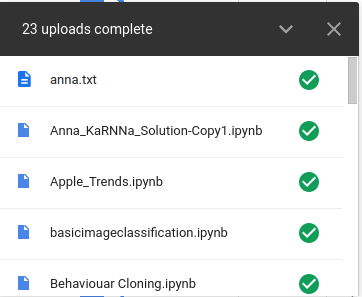 23 uploads complete
anna.txt
Anna_KaRNNa_Solution-Copy1.ipynb
Apple_Trends.ipynb
basicimageclassification.ipynb
Behaviouar Cloning.ipynb